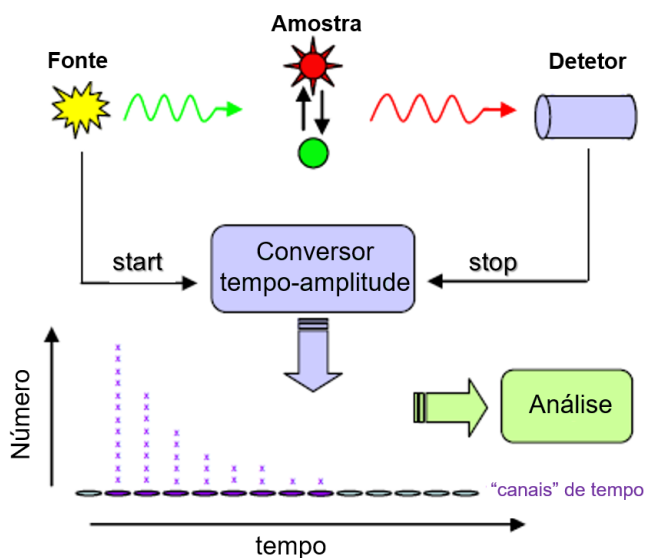 Amostra
Fonte
Detetor
start
Conversor
tempo-amplitude
stop
Número
Análise
“canais” de tempo
tempo